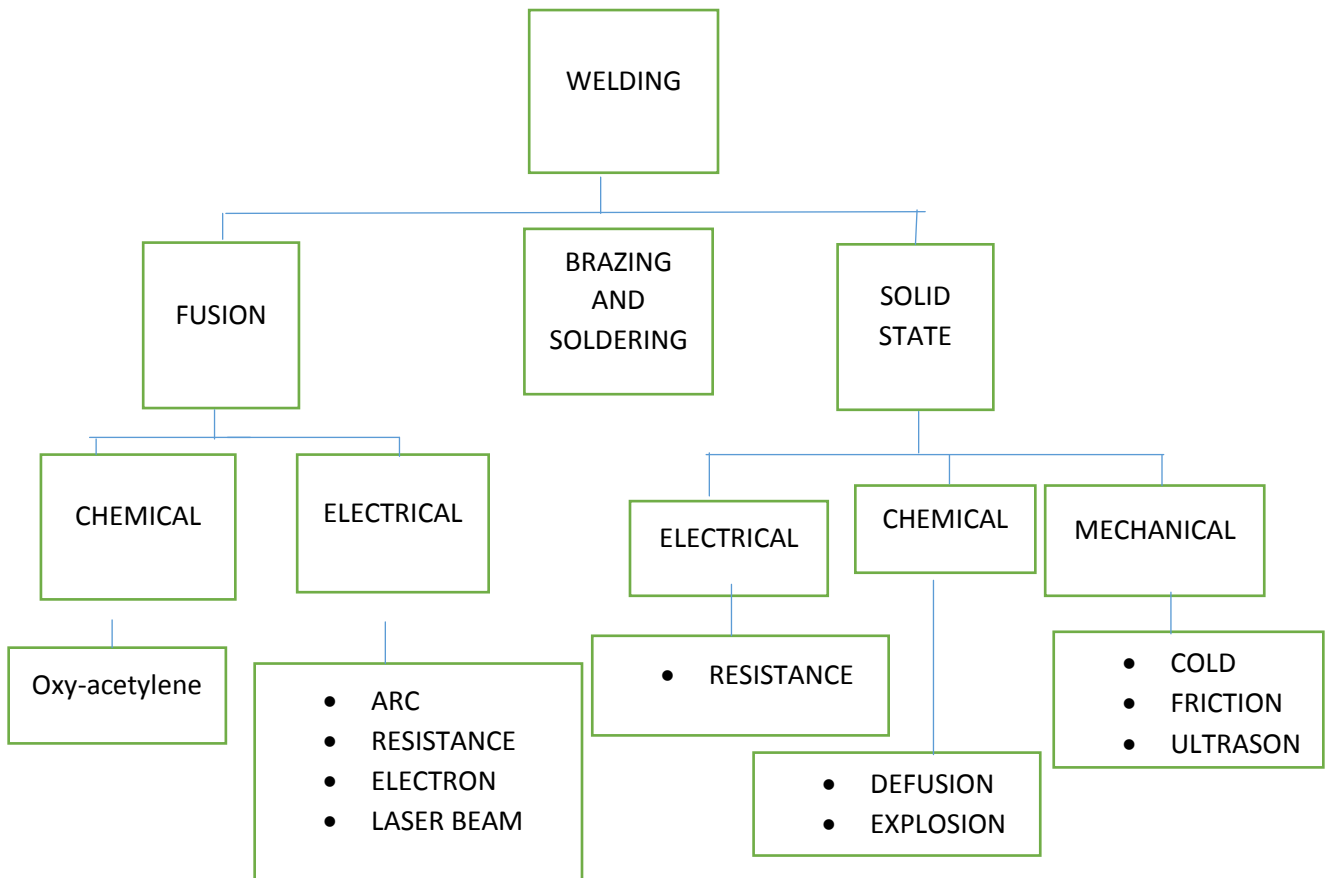 WELDING
FUSION
BRAZING
AND
SOLDERING
SOLID
STATE
CHEMICAL
ELECTRICAL
ELECTRICAL
CHEMICAL
MECHANICAL
Oxy-acetylene
• ARC
• RESISTANCE
• ELECTRON
• LASER BEAM
• RESISTANCE
• DEFUSION
• EXPLOSION
• COLD
• FRICTION
• ULTRASON